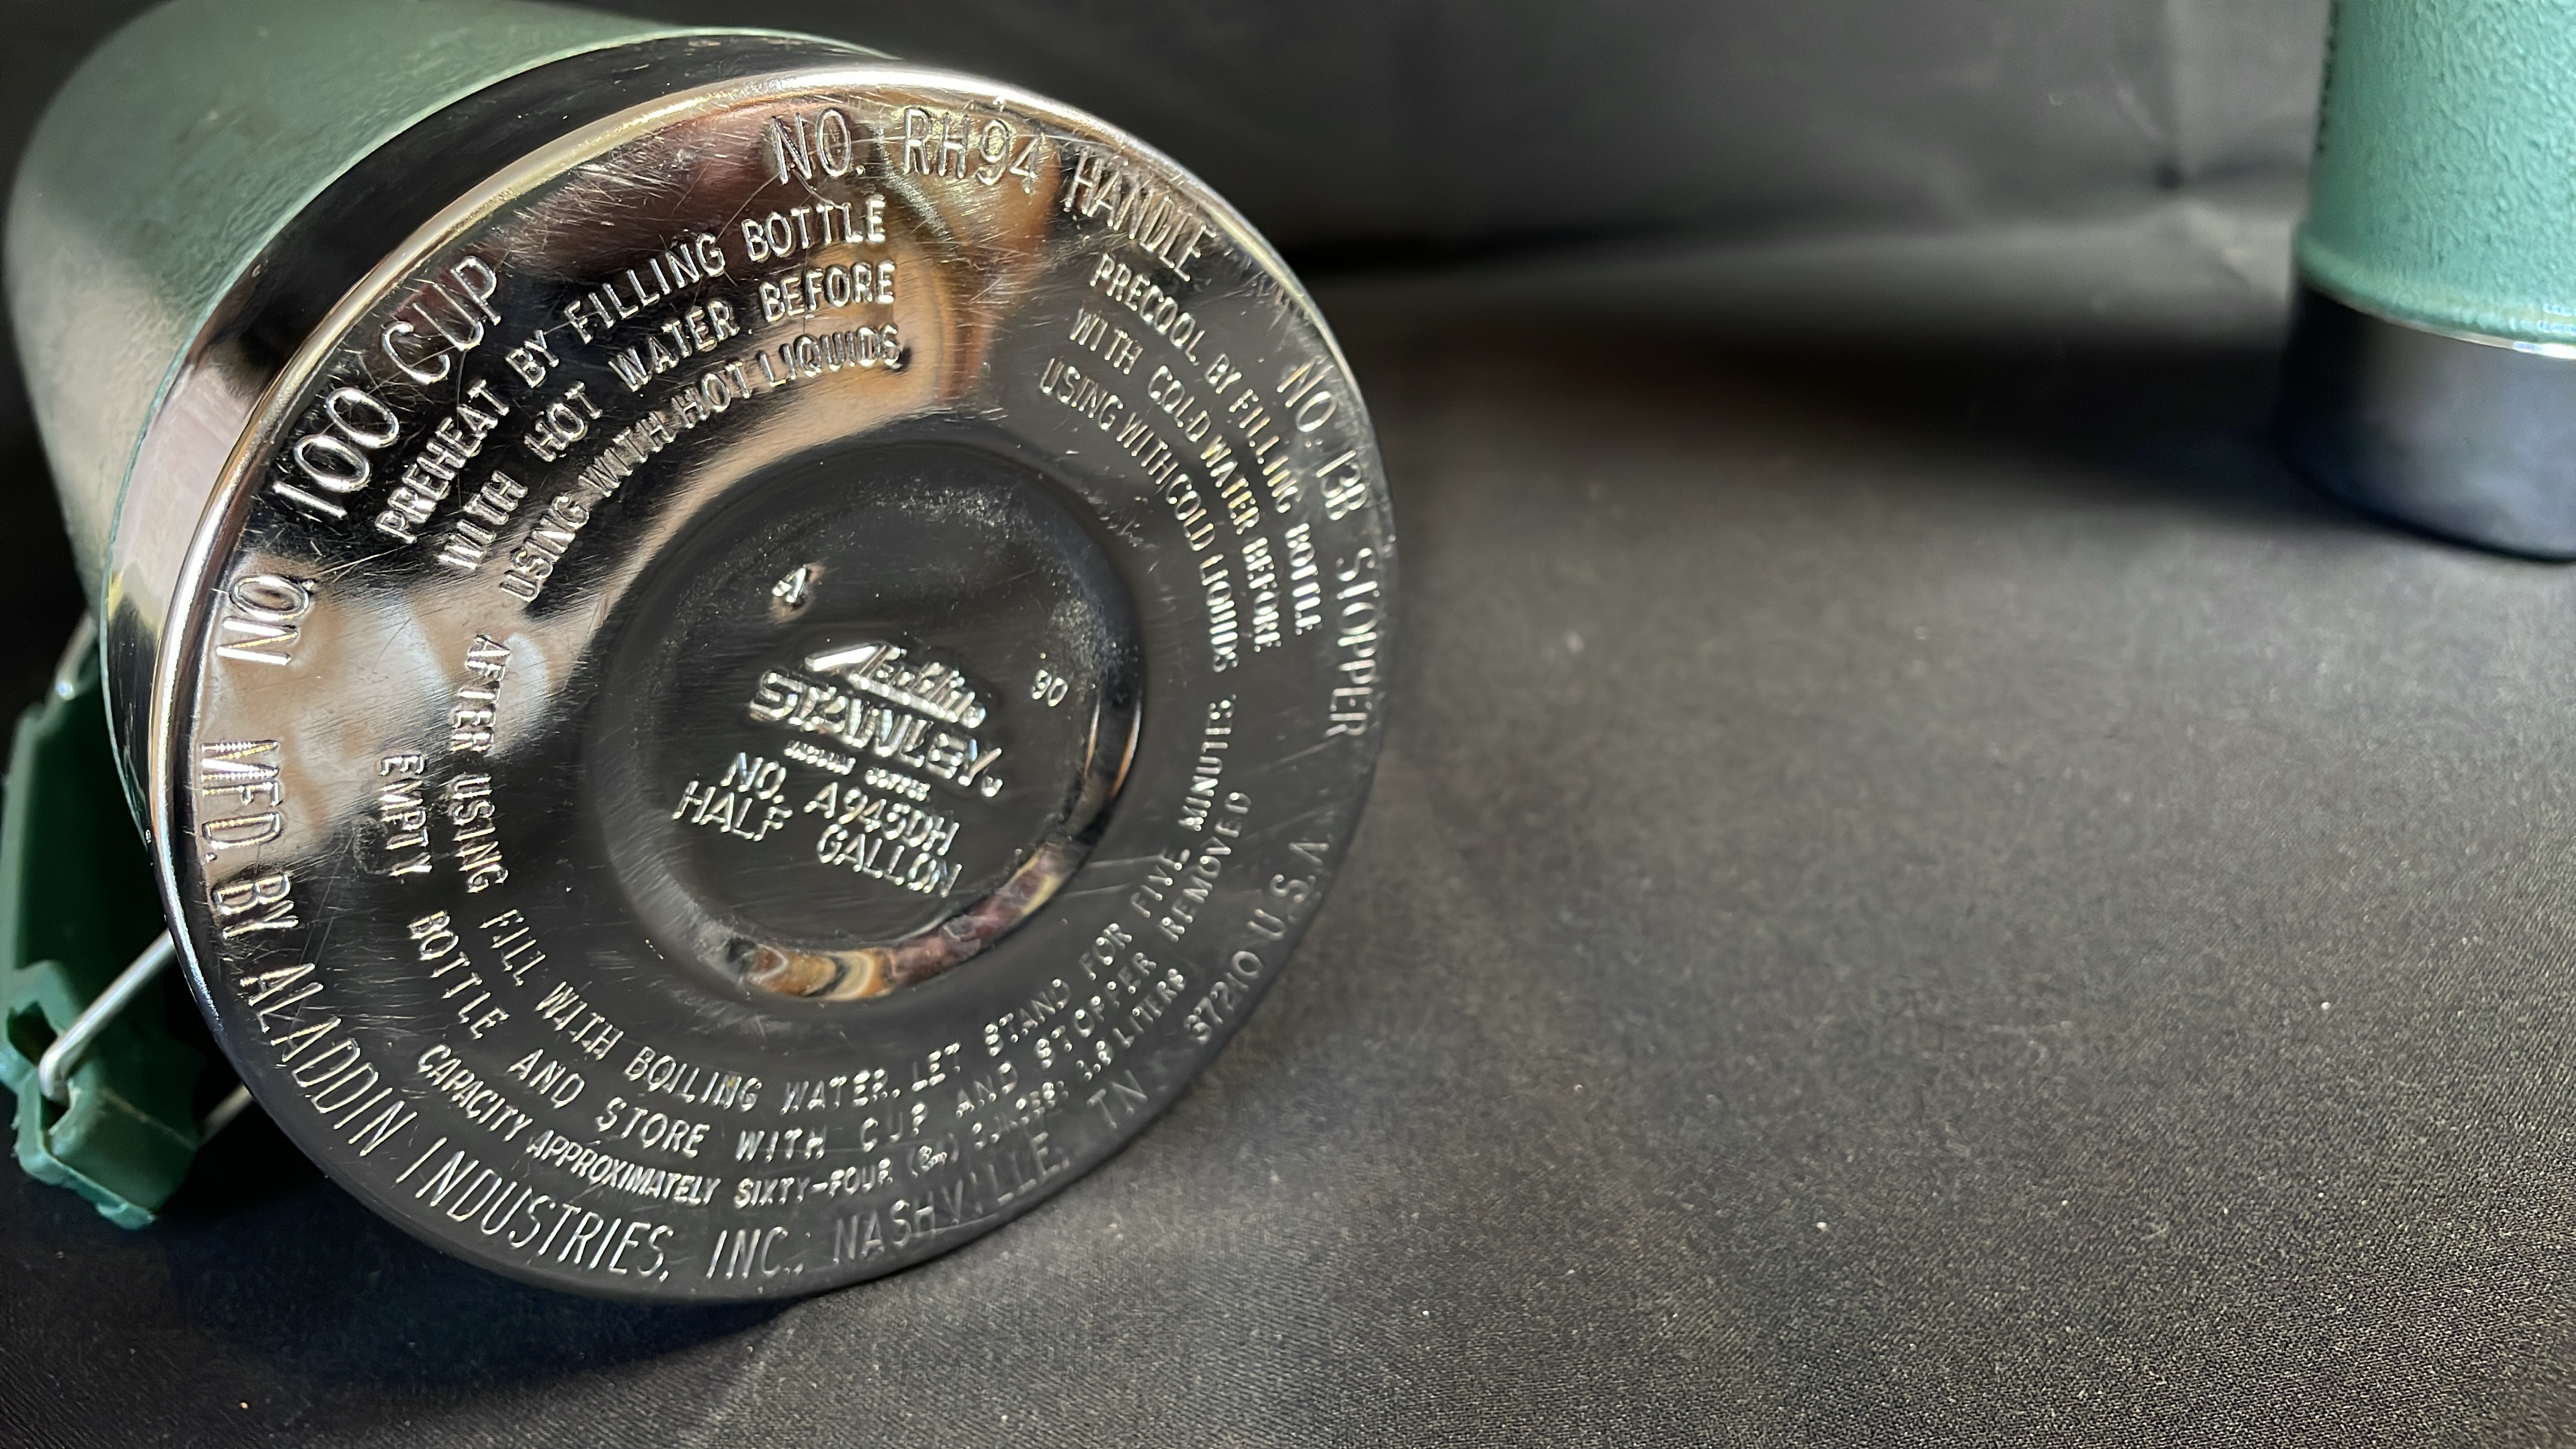 NO. 100 CUP
NO. RH94 HANDLE
NO. 13B STOPPER
PREHEAT BY FILLING BOTTLE
WITH HOT WATER BEFORE
USING WITH HOT LIQUIDS
PRECOOL BY FILLING BOTTLE
WITH COLD WATER BEFORE
USING WITH COLD LIQUIDS
4
90
Aladdin
STANLEY
NO. A945DH
HALF GALLON
AFTER USING FILL WITH BOILING WATER. LET STAND FOR FIVE MINUTES
EMPTY BOTTLE AND STORE WITH CUP AND STOPPER REMOVED
CAPACITY APPROXIMATELY SIXTY-FOUR
MFD. BY ALADDIN INDUSTRIES, INC., NASHVILLE, TN 37210 U.S.A.